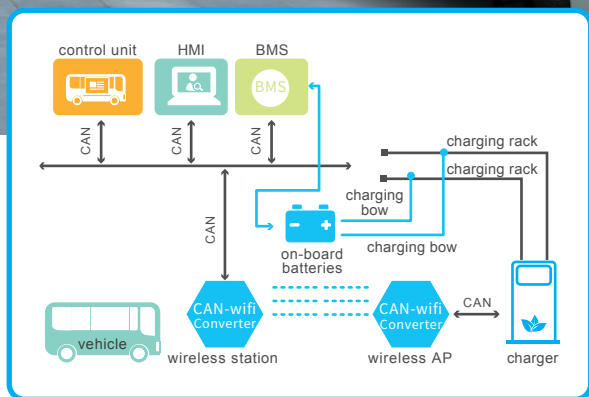 control unit
HMI
BMS
BMS
CAN
CAN
CAN
charging rack
charging rack
charging
bow
charging bow
CAN
on-board
batteries
CAN-wifi
Converter
CAN-wifi
Converter
CAN
vehicle
wireless station
wireless AP
charger